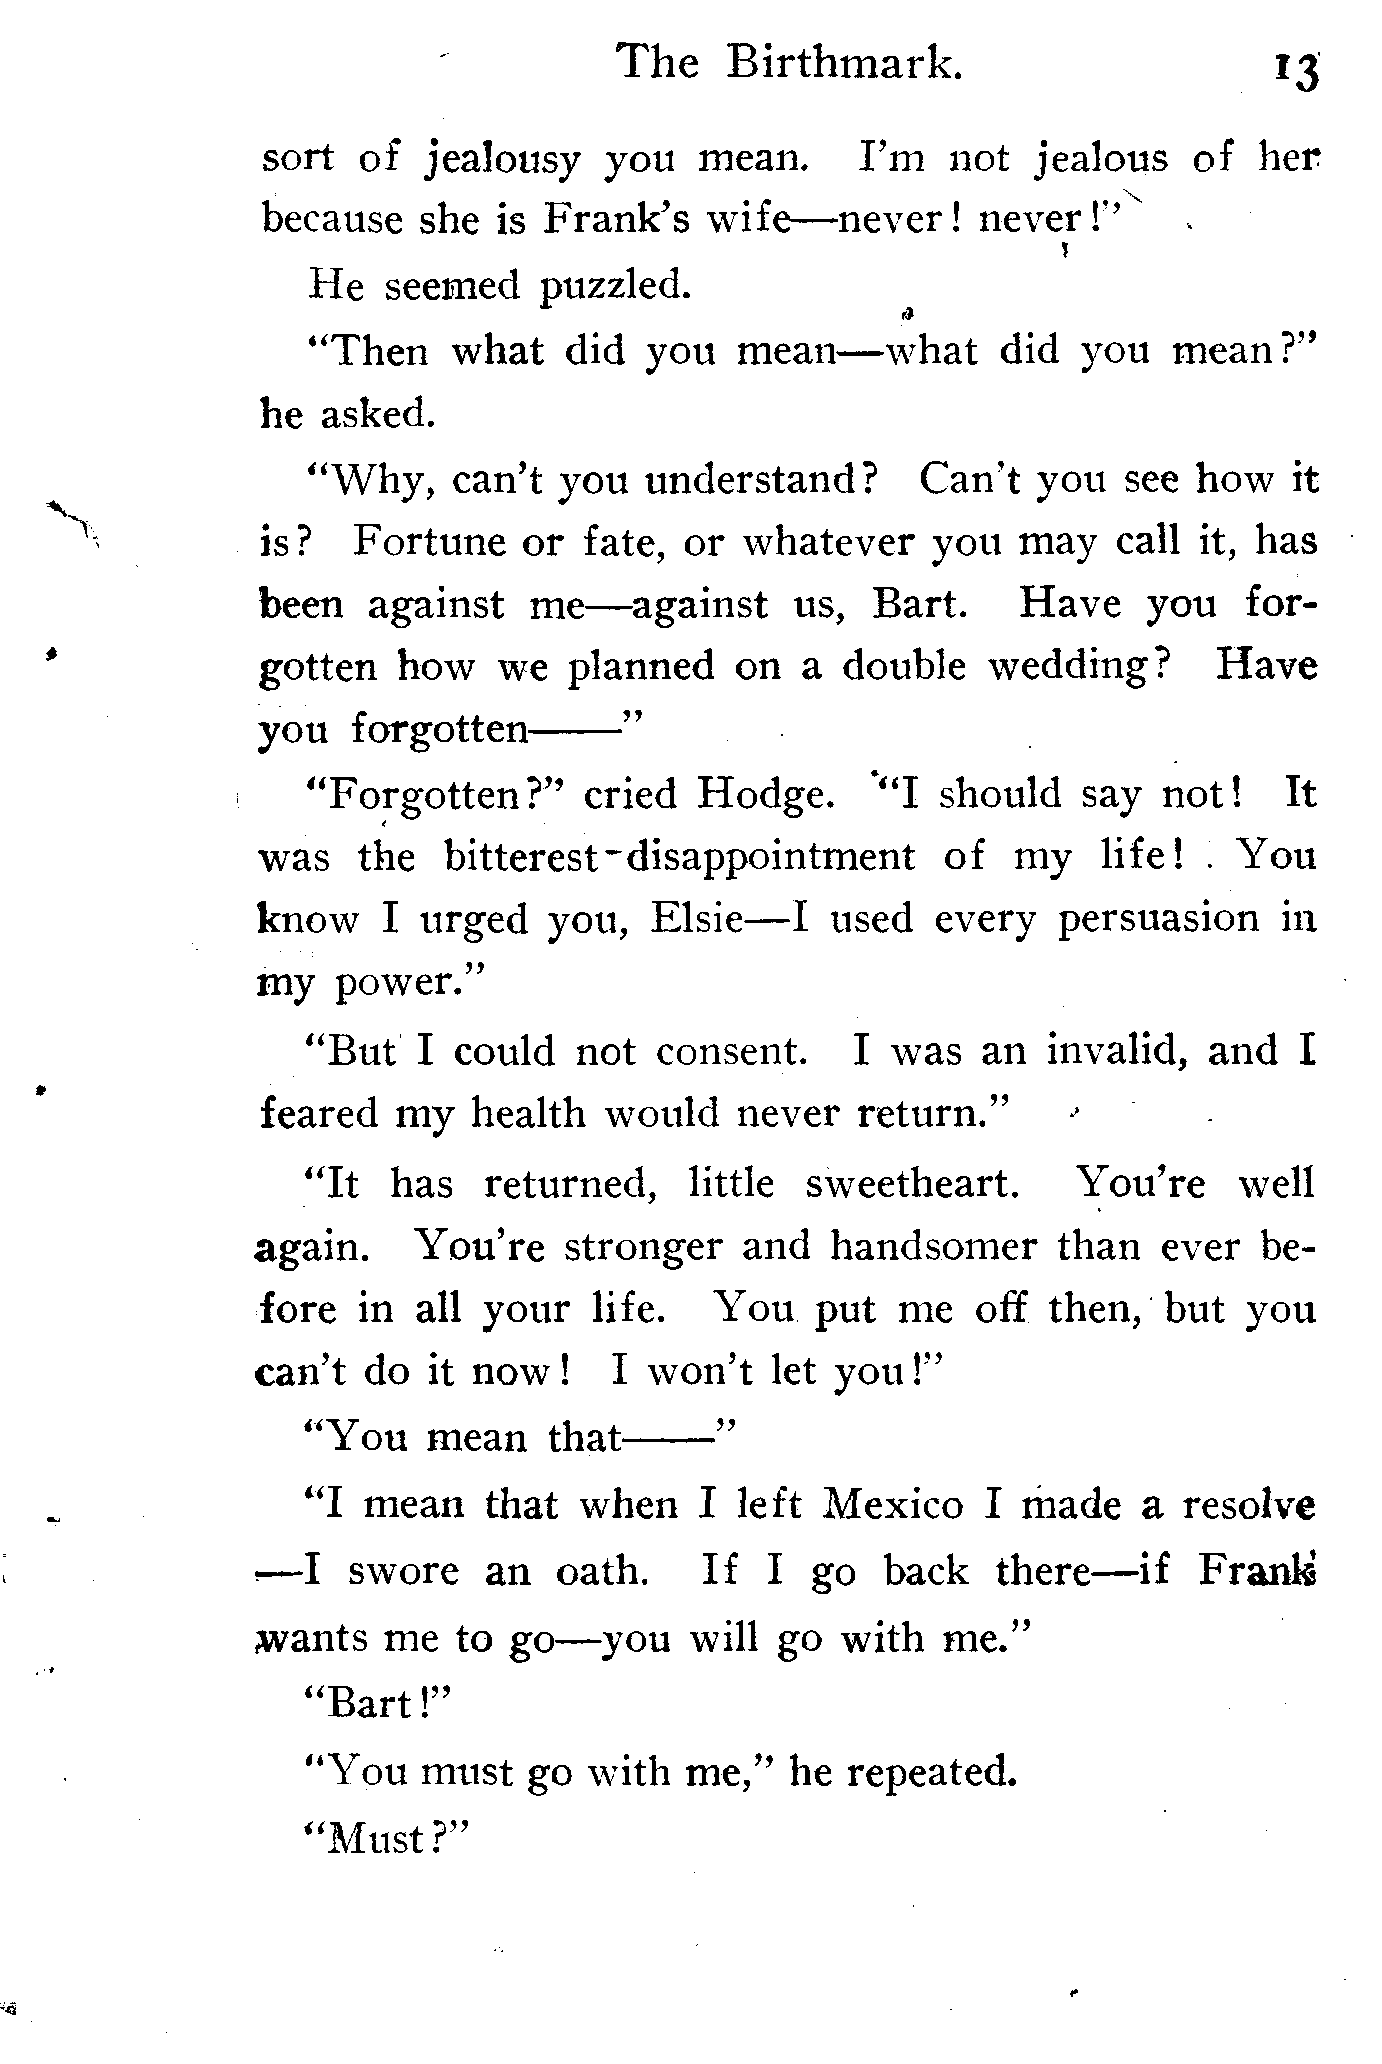 The Birthmark. 13
sort of jealousy you mean. I'm not jealous of her
because she is Frank's wife—never! never!"
He seemed puzzled.
"Then what did you mean—what did you mean?"
he asked.
"Why, can't you understand? Can't you see how it
is? Fortune or fate, or whatever you may call it, has
been against me—against us, Bart. Have you for-
gotten how we planned on a double wedding? Have
you forgotten——"
"Forgotten?" cried Hodge. "I should say not! It
was the bitterest disappointment of my life! You
know I urged you, Elsie—I used every persuasion in
my power."
"But I could not consent. I was an invalid, and I
feared my health would never return."
"It has returned, little sweetheart. You're well
again. You're stronger and handsomer than ever be-
fore in all your life. You put me off then, but you
can't do it now! I won't let you!"
"You mean that——"
"I mean that when I left Mexico I made a resolve
—I swore an oath. If I go back there—if Frank
wants me to go—you will go with me."
"Bart!"
"You must go with me," he repeated.
"Must?"